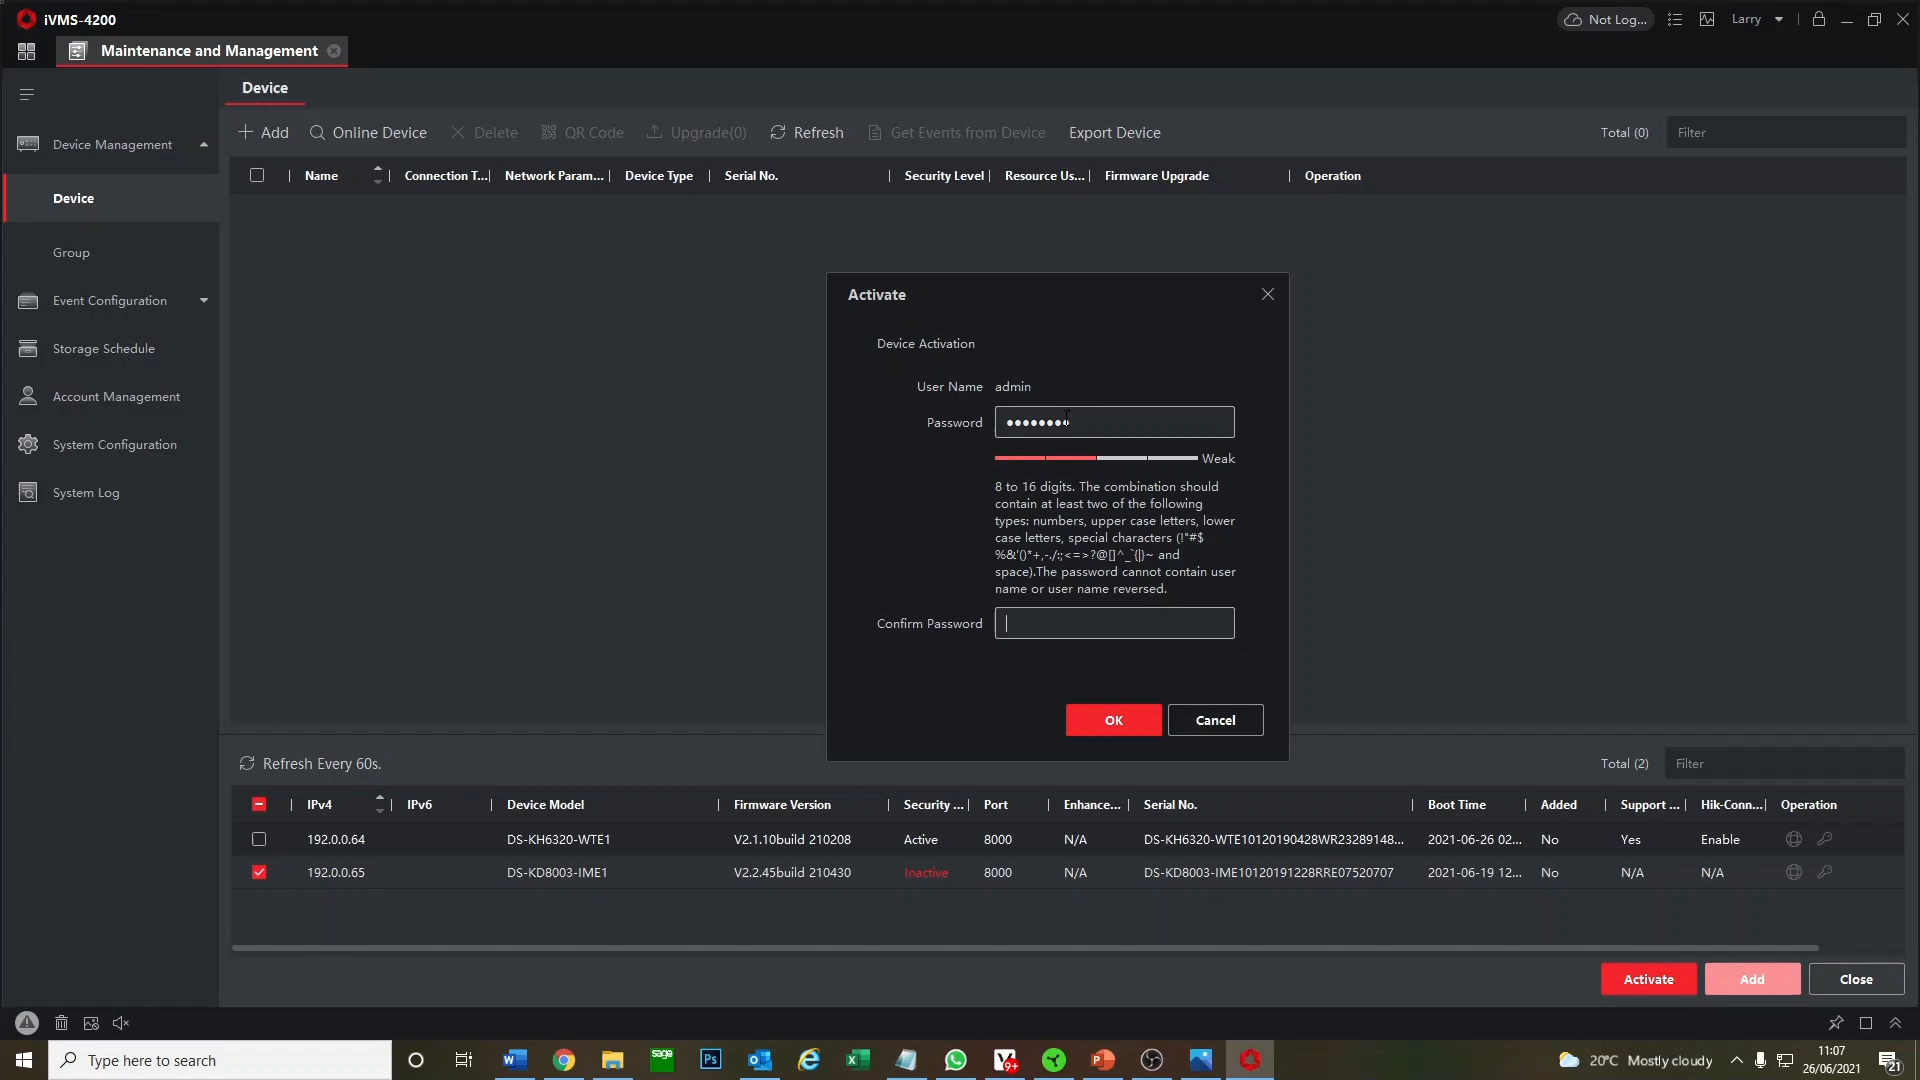 iVMS-4200
Not Log...
Larry
Maintenance and Management
Device
Add
Online Device
Delete
QR Code
Upgrade(0)
Refresh
Get Events from Device
Export Device
Total (0)
Filter
Name
Connection T...
Network Param...
Device Type
Serial No.
Security Level
Resource Us...
Firmware Upgrade
Operation
Device Management
Device
Group
Event Configuration
Storage Schedule
Account Management
System Configuration
System Log
Activate
Device Activation
User Name admin
Password ••••••••
Weak
8 to 16 digits. The combination should
contain at least two of the following
types: numbers, upper case letters, lower
case letters, special characters (!"#$
%&'()*+,-./:;<=>?@[]^_`{|}~ and
space).The password cannot contain user
name or user name reversed.
Confirm Password
OK
Cancel
Refresh Every 60s.
Total (2)
Filter
IPv4 IPv6 Device Model Firmware Version Security ... Port Enhance... Serial No. Boot Time Added Support ... Hik-Conn... Operation
192.0.0.64 DS-KH6320-WTE1 V2.1.10build 210208 Active 8000 N/A DS-KH6320-WTE10120190428WR23289148... 2021-06-26 02... No Yes Enable
192.0.0.65 DS-KD8003-IME1 V2.2.45build 210430 Inactive 8000 N/A DS-KD8003-IME10120191228RRE07520707 2021-06-19 12... No N/A N/A
Activate
Add
Close
Type here to search
sage
Ps
9+
20°C Mostly cloudy
11:07
26/06/2021
21